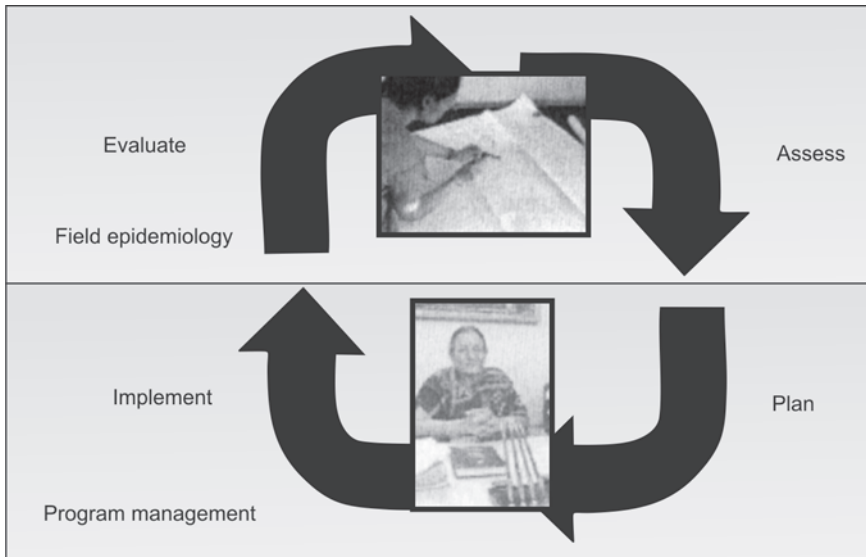 Evaluate
Assess
Field epidemiology
Implement
Plan
Program management